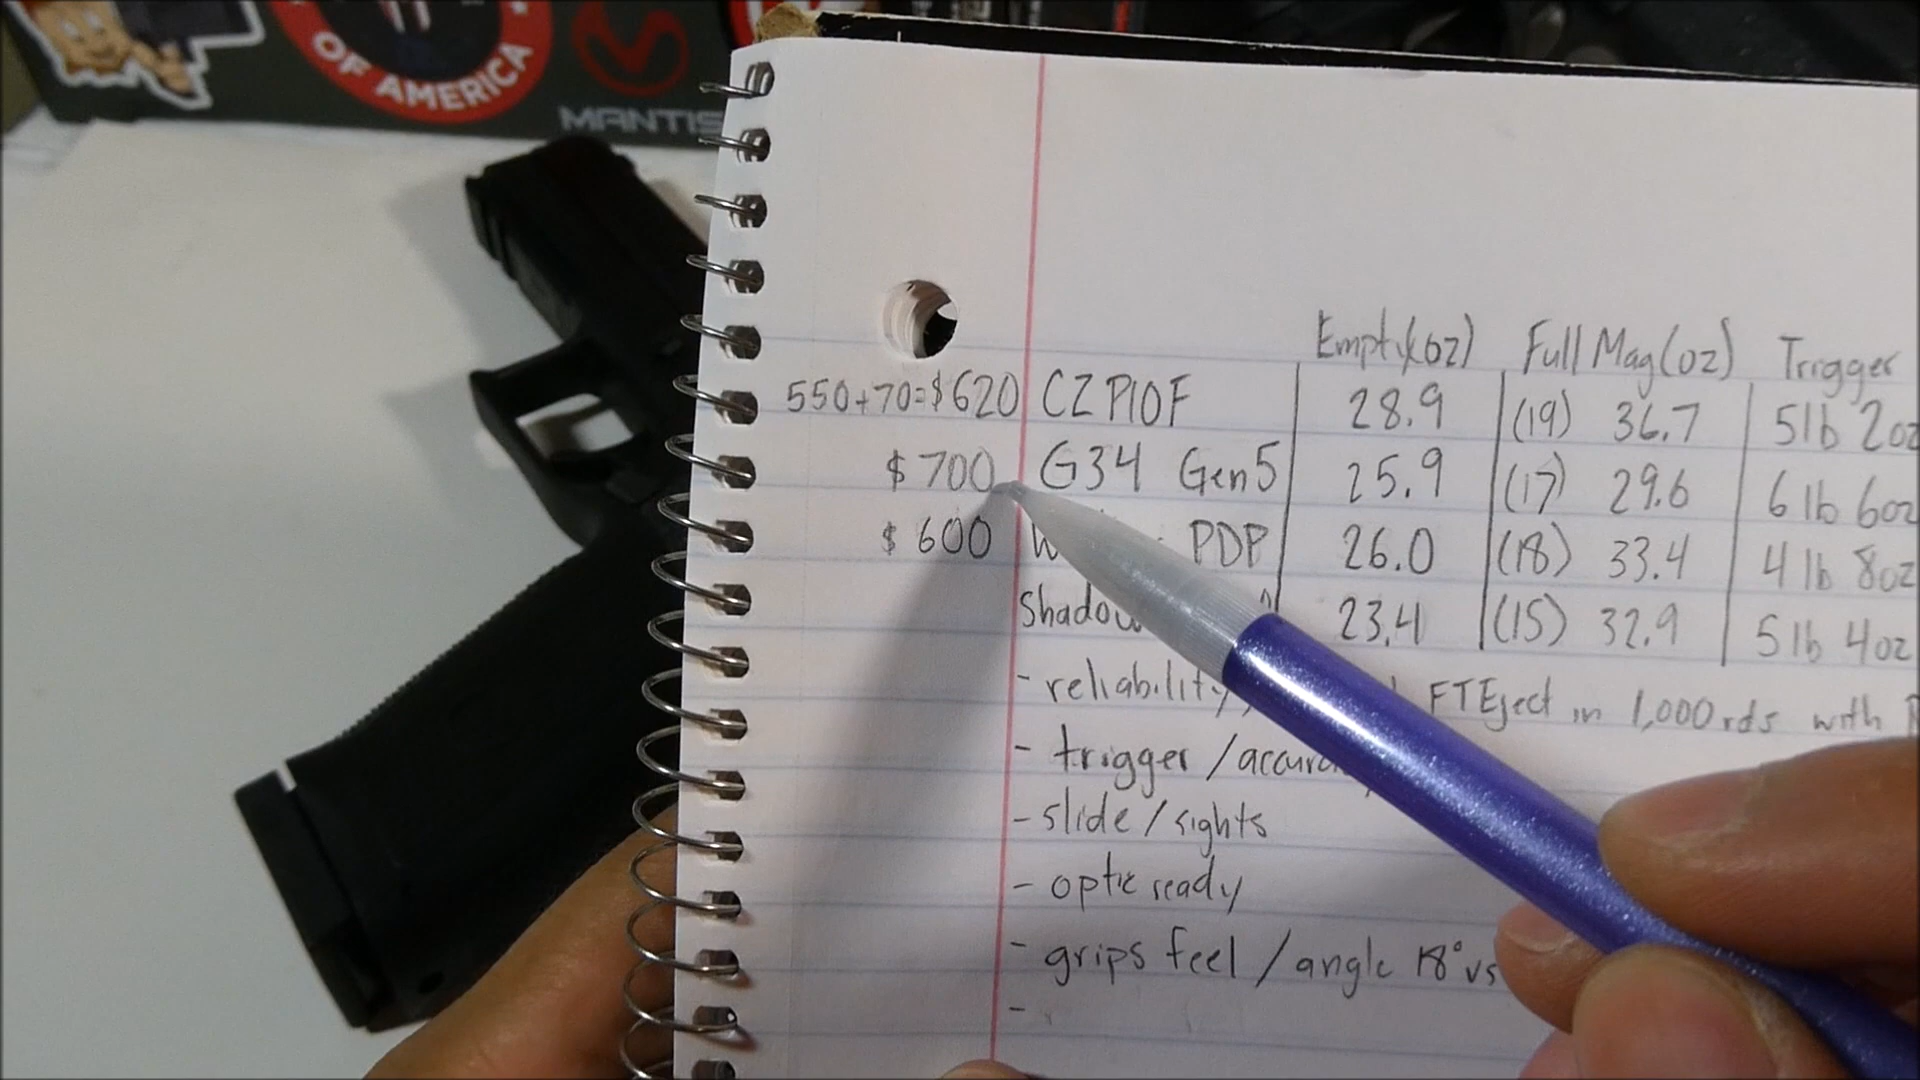 OF AMERICA
MANTIS
Empty(oz) Full Mag(oz) Trigger
550+70=$620 CZ P10F 28.9 (19) 36.7 5lb 2oz
$700 G34 Gen5 25.9 (17) 29.6 6lb 6oz
$600 PDP 26.0 (18) 33.4 4lb 8oz
23.4 (15) 32.9 5lb 4oz
- reliability FTEject in 1,000rds with
- trigger / accura
- slide / sights
- optic ready
- grips feel / angle 18° vs
-